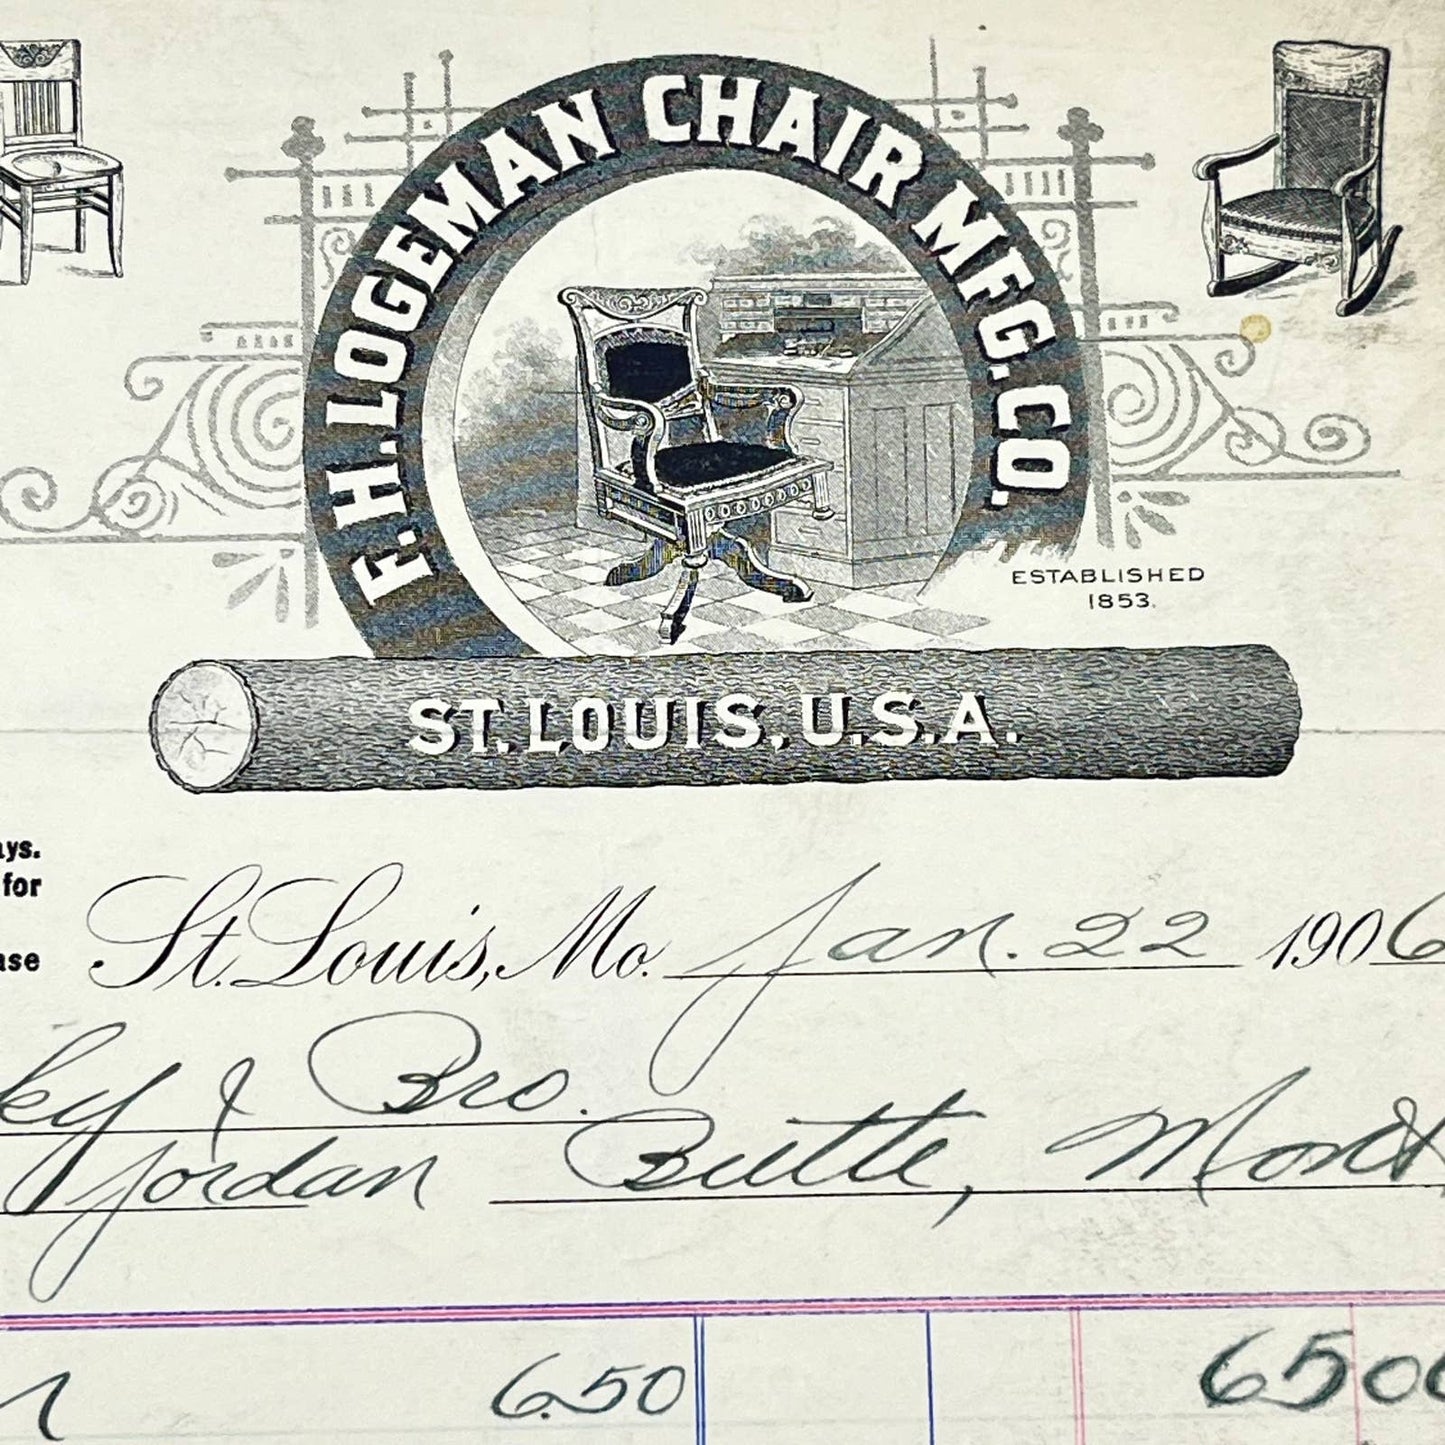 F. H. LOGEMAN CHAIR MFG. CO.
ESTABLISHED
1853.
ST. LOUIS, U.S.A.
ays.
for
ase
St. Louis, Mo. Jan. 22 1906
ky & Bro.
Jordan Butte, Mont
6.50 6500